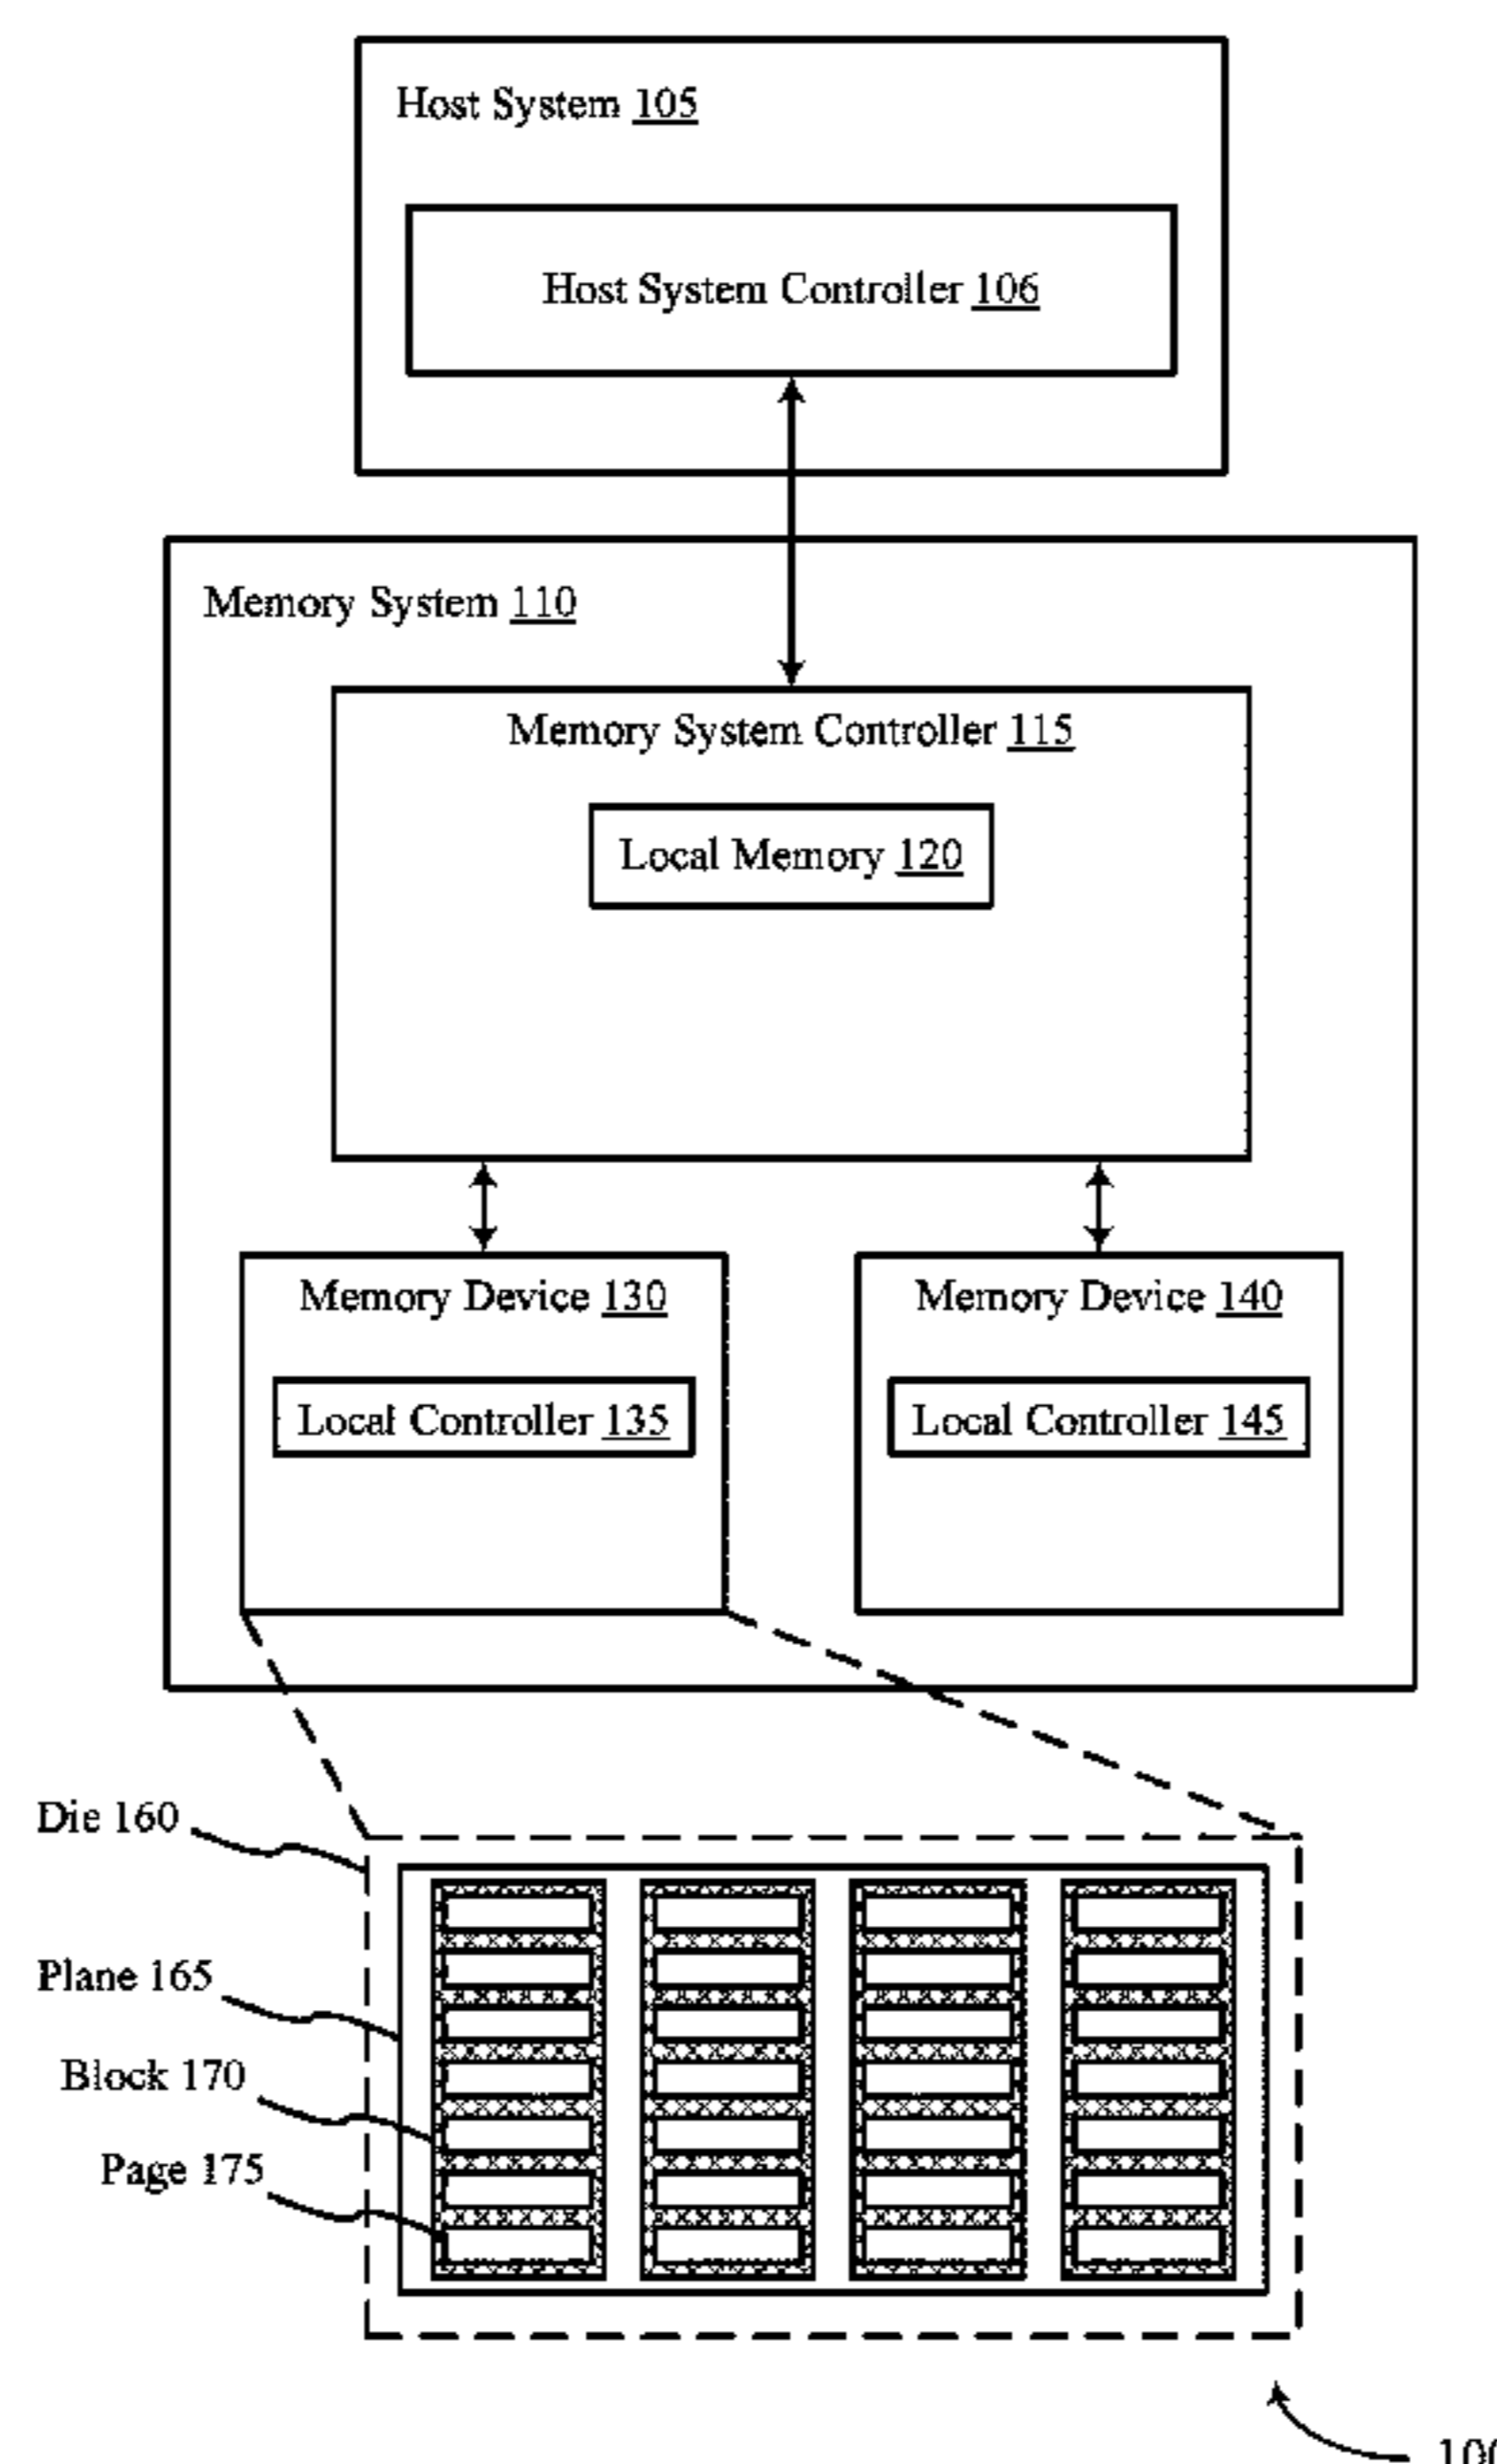 Host System 105
Host System Controller 106
Memory System 110
Memory System Controller 115
Local Memory 120
Memory Device 130
Memory Device 140
Local Controller 135
Local Controller 145
Die 160
Plane 165
Block 170
Page 175
100